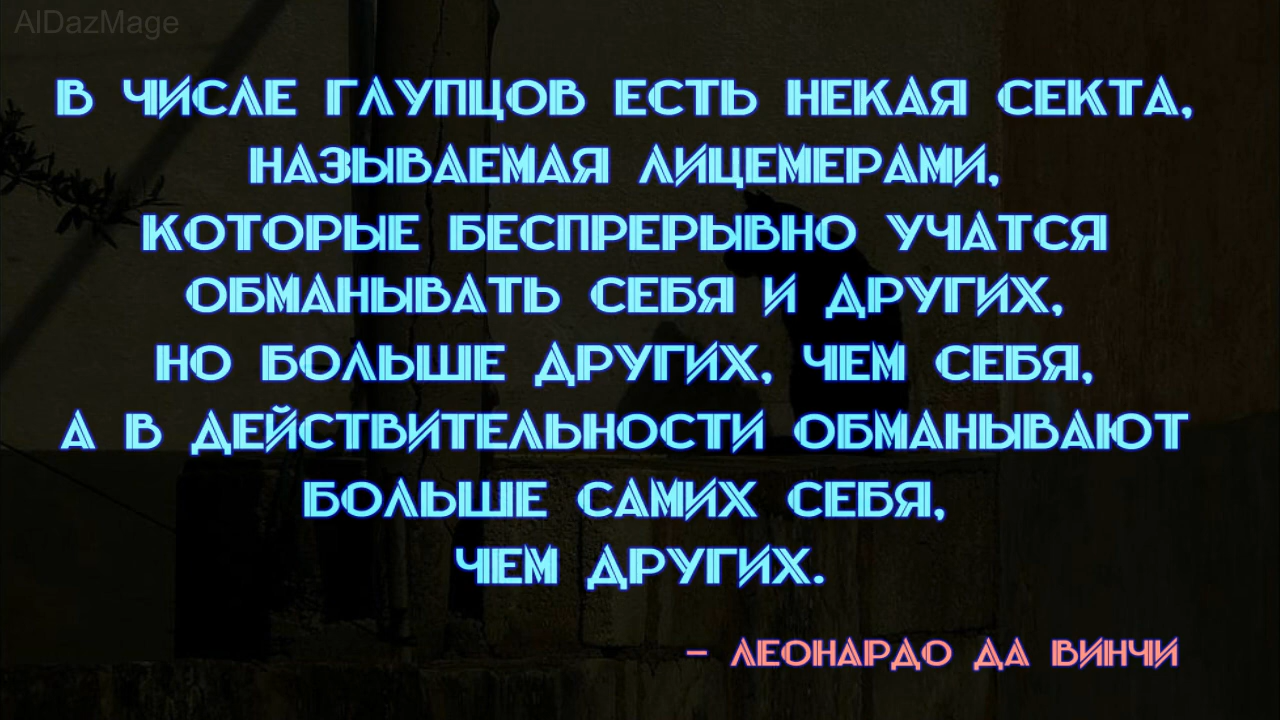 AlDazMage
В ЧИСЛЕ ГЛУПЦОВ ЕСТЬ НЕКАЯ СЕКТА,
НАЗЫВАЕМАЯ ЛИЦЕМЕРАМИ,
КОТОРЫЕ БЕСПРЕРЫВНО УЧАТСЯ
ОБМАНЫВАТЬ СЕБЯ И ДРУГИХ,
НО БОЛЬШЕ ДРУГИХ, ЧЕМ СЕБЯ,
А В ДЕЙСТВИТЕЛЬНОСТИ ОБМАНЫВАЮТ
БОЛЬШЕ САМИХ СЕБЯ,
ЧЕМ ДРУГИХ.
– ЛЕОНАРДО ДА ВИНЧИ